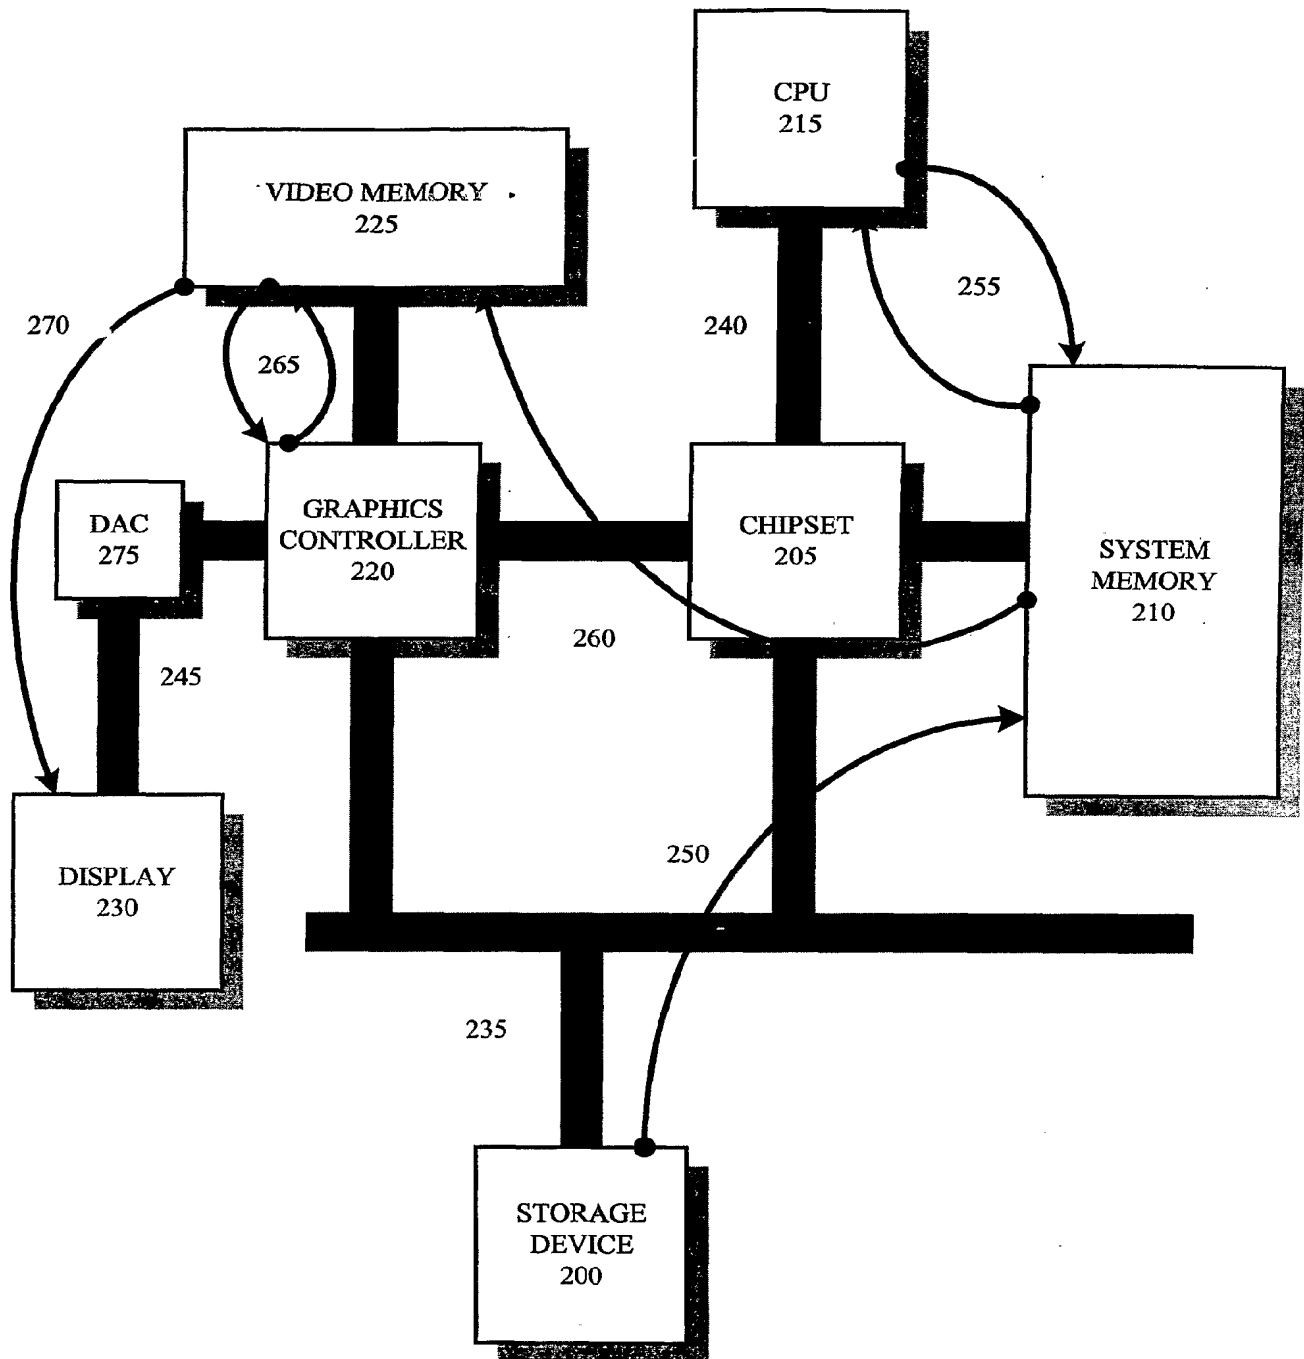 CPU
215
VIDEO MEMORY
225
270
265
240
255
DAC
275
GRAPHICS
CONTROLLER
220
CHIPSET
205
SYSTEM
MEMORY
210
260
245
250
DISPLAY
230
235
STORAGE
DEVICE
200